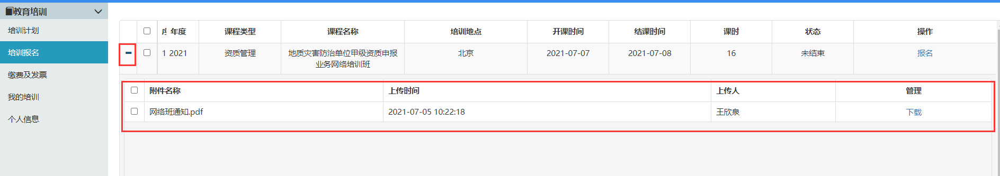 教育培训
培训计划
培训报名
缴费及发票
我的培训
个人信息
年度 课程类型 课程名称 培训地点 开课时间 结课时间 课时 状态 操作
1 2021 资质管理 地质灾害防治单位甲级资质申报 北京 2021-07-07 2021-07-08 16 未结束 报名
业务网络培训班
附件名称 上传时间 上传人 管理
网络班通知.pdf 2021-07-05 10:22:18 王欣泉 下载